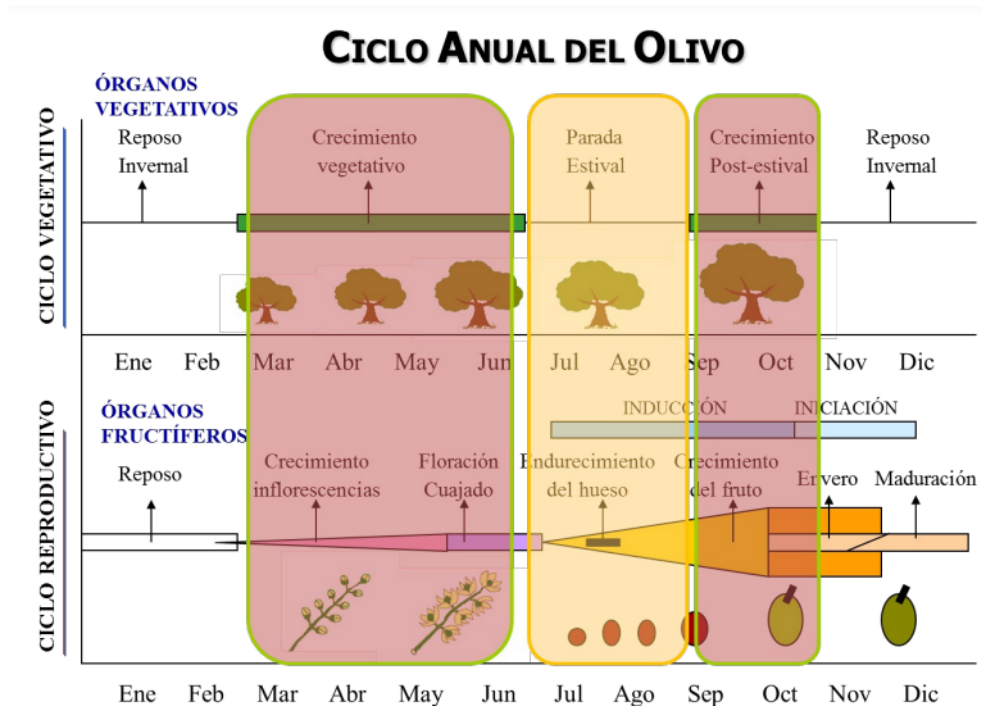 CICLO ANUAL DEL OLIVO
ÓRGANOS
VEGETATIVOS
CICLO VEGETATIVO
Reposo
Invernal
Crecimiento
vegetativo
Parada
Estival
Crecimiento
Post-estival
Reposo
Invernal
Ene Feb Mar Abr May Jun Jul Ago Sep Oct Nov Dic
ÓRGANOS
FRUCTÍFEROS
CICLO REPRODUCTIVO
INDUCCIÓN INICIACIÓN
Reposo
Crecimiento
inflorescencias
Floración
Cuajado
Endurecimiento
del hueso
Crecimiento
del fruto
Envero
Maduración
Ene Feb Mar Abr May Jun Jul Ago Sep Oct Nov Dic